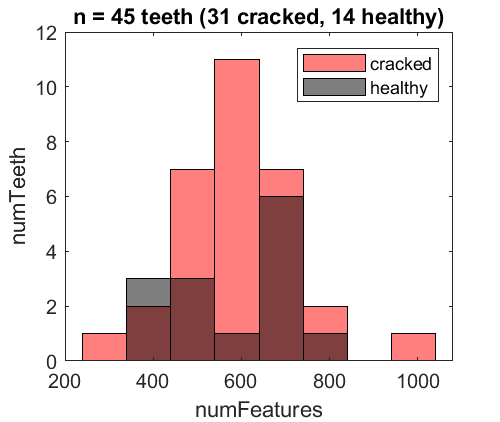 n = 45 teeth (31 cracked, 14 healthy)
12
10
8
6
4
2
0
numTeeth
cracked
healthy
200 400 600 800 1000
numFeatures